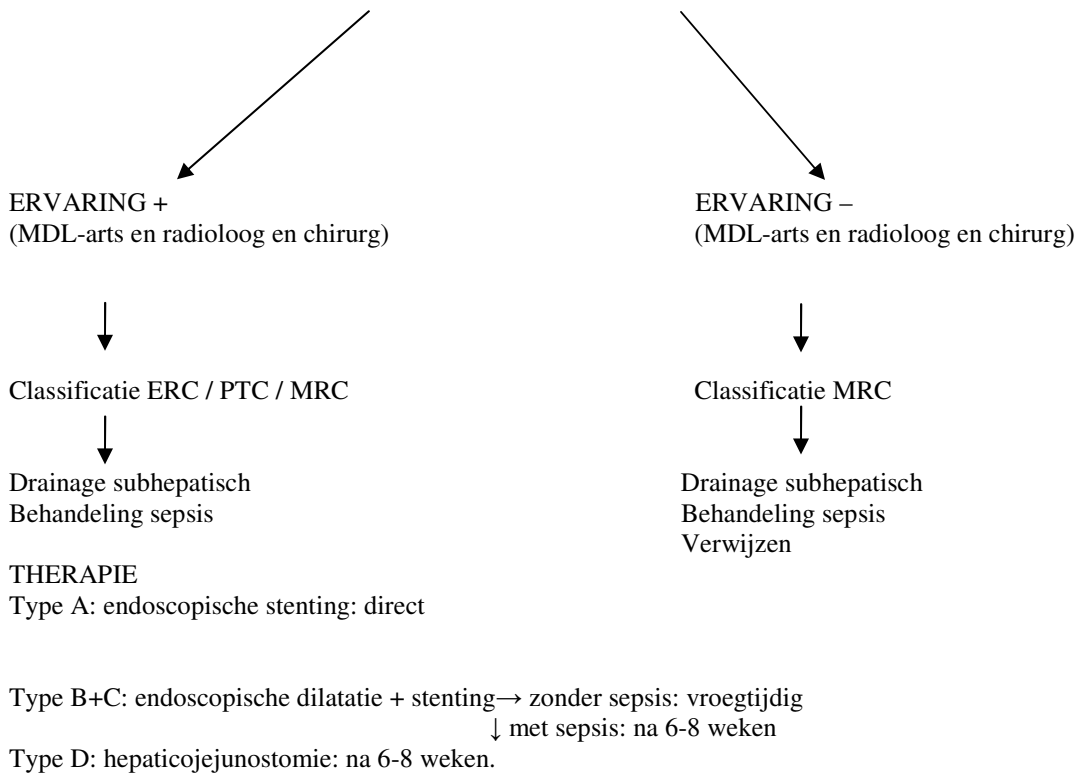 ERVARING +
(MDL-arts en radioloog en chirurg)
Classificatie ERC / PTC / MRC
Drainage subhepatisch
Behandeling sepsis
ERVARING –
(MDL-arts en radioloog en chirurg)
Classificatie MRC
Drainage subhepatisch
Behandeling sepsis
Verwijzen
THERAPIE
Type A: endoscopische stenting: direct
Type B+C: endoscopische dilatatie + stenting→ zonder sepsis: vroegtijdig
↓ met sepsis: na 6-8 weken
Type D: hepaticojejunostomie: na 6-8 weken.